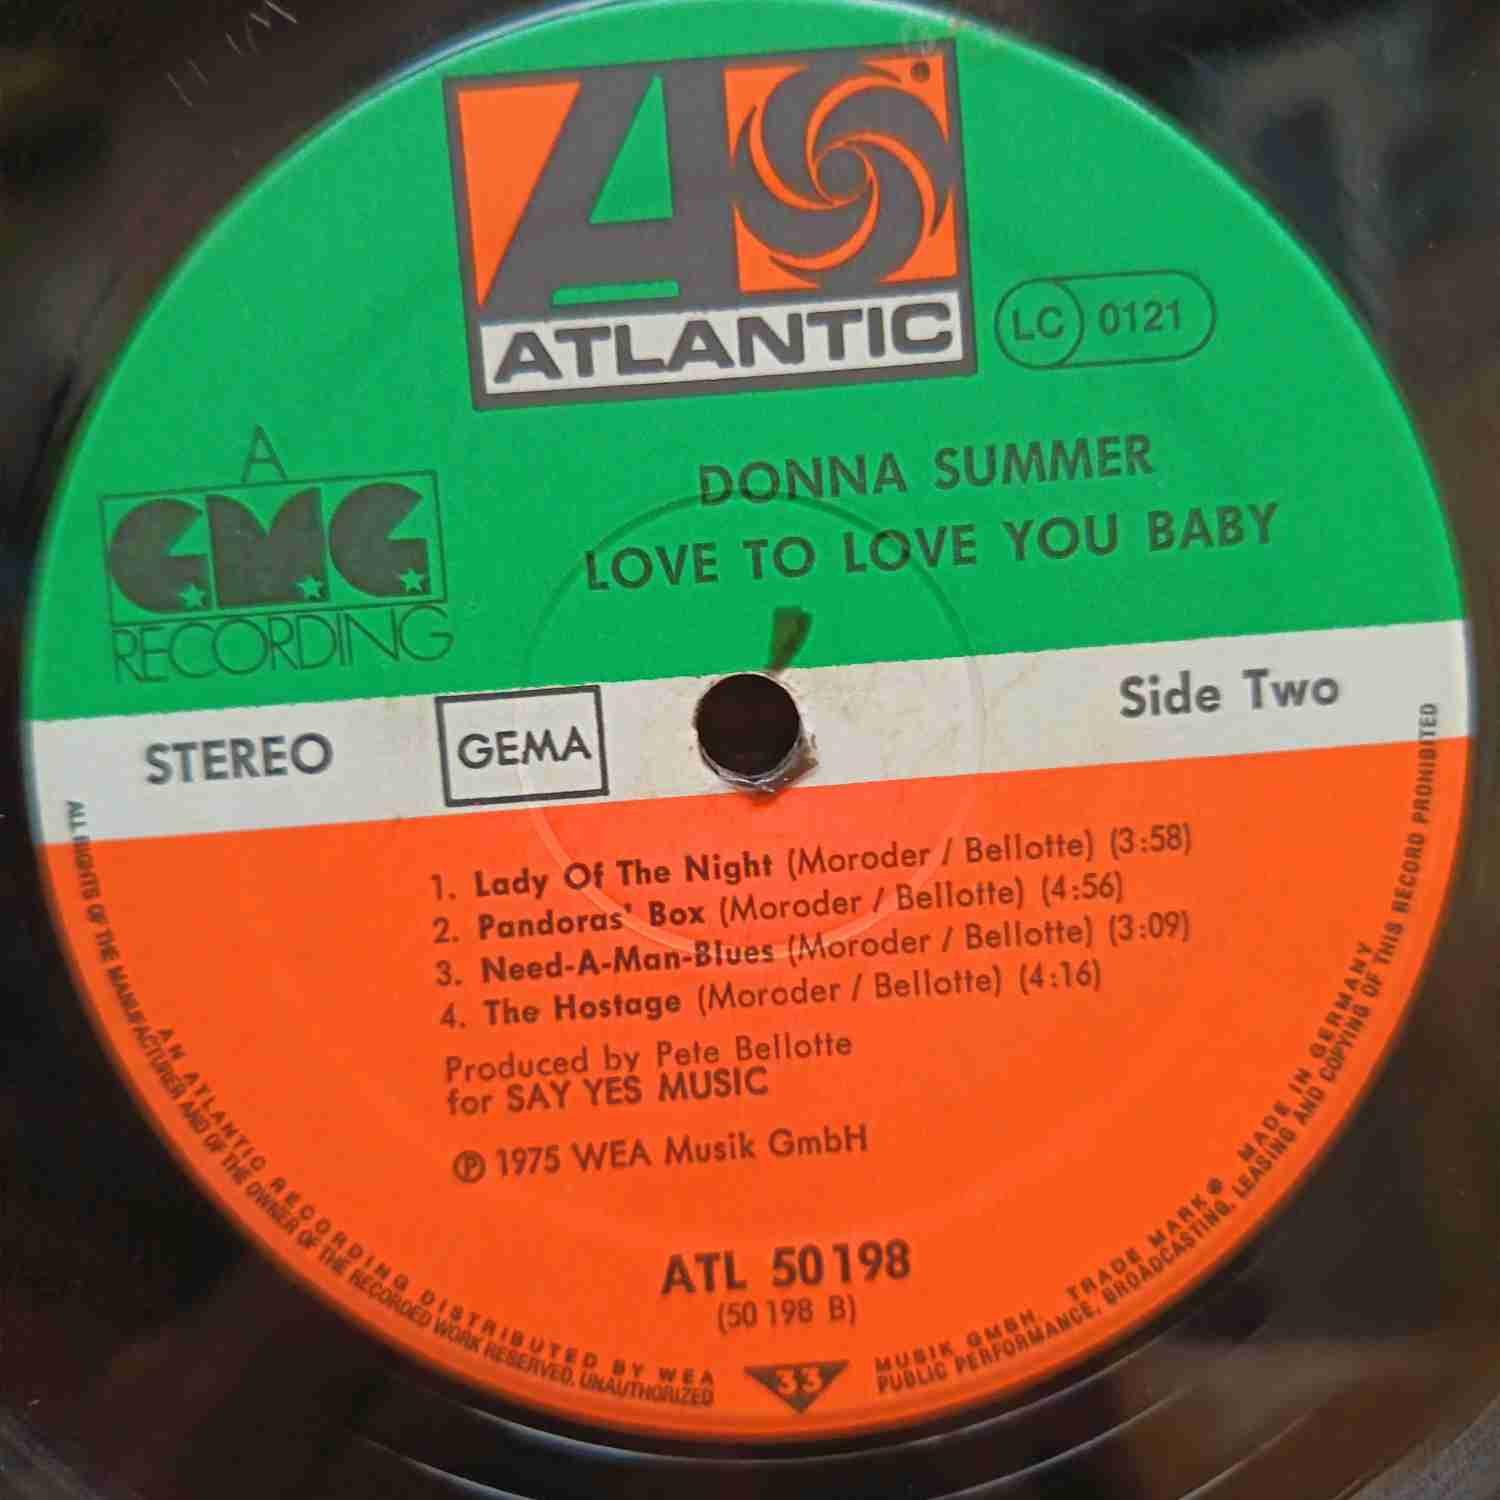 ATLANTIC
LC 0121
A
GMG
RECORDING
DONNA SUMMER
LOVE TO LOVE YOU BABY
STEREO
GEMA
Side Two
1. Lady Of The Night (Moroder / Bellotte) (3:58)
2. Pandoras' Box (Moroder / Bellotte) (4:56)
3. Need-A-Man-Blues (Moroder / Bellotte) (3:09)
4. The Hostage (Moroder / Bellotte) (4:16)
Produced by Pete Bellotte
for SAY YES MUSIC
℗ 1975 WEA Musik GmbH
ATL 50 198
(50 198 B)
33
AN ATLANTIC RECORDING DISTRIBUTED BY WEA MUSIK GMBH. TRADE MARK ® MADE IN GERMANY
ALL RIGHTS OF THE MANUFACTURER AND OF THE OWNER OF THE RECORDED WORK RESERVED. UNAUTHORIZED PUBLIC PERFORMANCE, BROADCASTING, LEASING AND COPYING OF THIS RECORD PROHIBITED